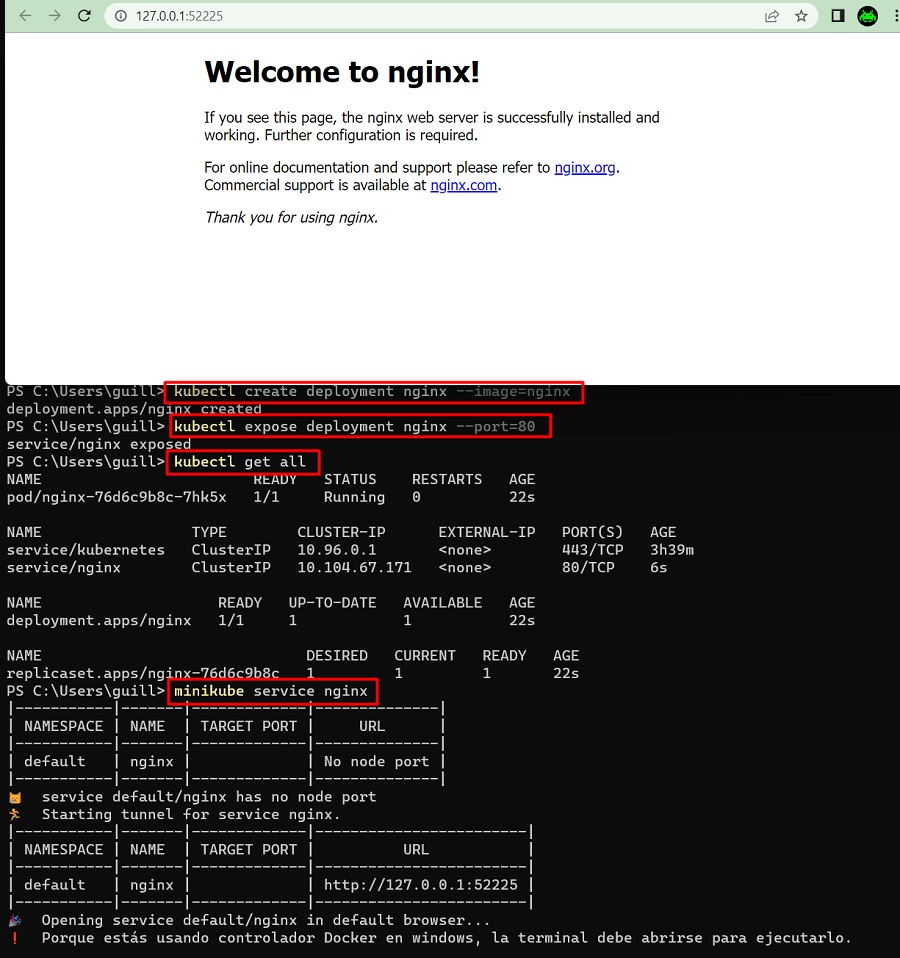 127.0.0.1:52225
Welcome to nginx!
If you see this page, the nginx web server is successfully installed and
working. Further configuration is required.
For online documentation and support please refer to nginx.org.
Commercial support is available at nginx.com.
Thank you for using nginx.
PS C:\Users\guill> kubectl create deployment nginx --image=nginx
deployment.apps/nginx created
PS C:\Users\guill> kubectl expose deployment nginx --port=80
service/nginx exposed
PS C:\Users\guill> kubectl get all
NAME READY STATUS RESTARTS AGE
pod/nginx-76d6c9b8c-7hk5x 1/1 Running 0 22s
NAME TYPE CLUSTER-IP EXTERNAL-IP PORT(S) AGE
service/kubernetes ClusterIP 10.96.0.1 <none> 443/TCP 3h39m
service/nginx ClusterIP 10.104.67.171 <none> 80/TCP 6s
NAME READY UP-TO-DATE AVAILABLE AGE
deployment.apps/nginx 1/1 1 1 22s
NAME DESIRED CURRENT READY AGE
replicaset.apps/nginx-76d6c9b8c 1 1 1 22s
PS C:\Users\guill> minikube service nginx
|-----------|-------|-------------|--------------|
| NAMESPACE | NAME | TARGET PORT | URL |
|-----------|-------|-------------|--------------|
| default | nginx | | No node port |
|-----------|-------|-------------|--------------|
😿 service default/nginx has no node port
🏃 Starting tunnel for service nginx.
|-----------|-------|-------------|------------------------|
| NAMESPACE | NAME | TARGET PORT | URL |
|-----------|-------|-------------|------------------------|
| default | nginx | | http://127.0.0.1:52225 |
|-----------|-------|-------------|------------------------|
🎉 Opening service default/nginx in default browser...
❗ Porque estás usando controlador Docker en windows, la terminal debe abrirse para ejecutarlo.